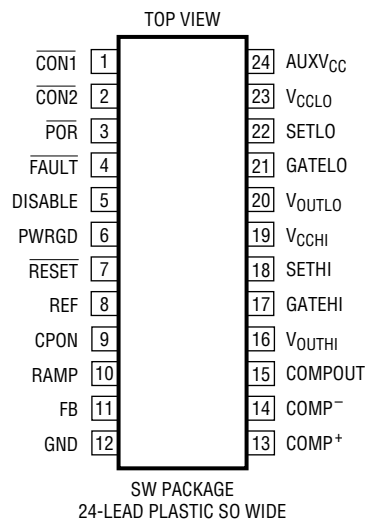 TOP VIEW
CON1 1
CON2 2
POR 3
FAULT 4
DISABLE 5
PWRGD 6
RESET 7
REF 8
CPON 9
RAMP 10
FB 11
GND 12
24 AUXVCC
23 VCCLO
22 SETLO
21 GATELO
20 VOUTLO
19 VCCHI
18 SETHI
17 GATEHI
16 VOUTHI
15 COMPOUT
14 COMP–
13 COMP+
SW PACKAGE
24-LEAD PLASTIC SO WIDE